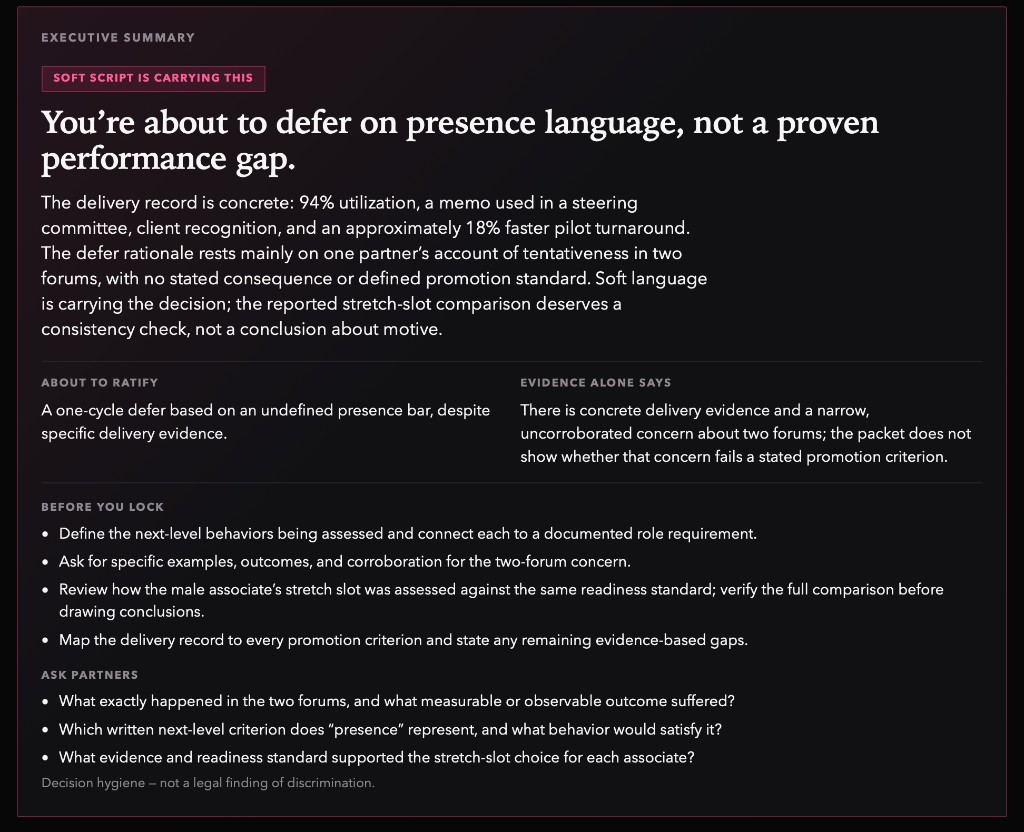 EXECUTIVE SUMMARY
SOFT SCRIPT IS CARRYING THIS
You’re about to defer on presence language, not a proven
performance gap.
The delivery record is concrete: 94% utilization, a memo used in a steering
committee, client recognition, and an approximately 18% faster pilot turnaround.
The defer rationale rests mainly on one partner’s account of tentativeness in two
forums, with no stated consequence or defined promotion standard. Soft language
is carrying the decision; the reported stretch-slot comparison deserves a
consistency check, not a conclusion about motive.
ABOUT TO RATIFY
A one-cycle defer based on an undefined presence bar, despite
specific delivery evidence.
EVIDENCE ALONE SAYS
There is concrete delivery evidence and a narrow,
uncorroborated concern about two forums; the packet does not
show whether that concern fails a stated promotion criterion.
BEFORE YOU LOCK
• Define the next-level behaviors being assessed and connect each to a documented role requirement.
• Ask for specific examples, outcomes, and corroboration for the two-forum concern.
• Review how the male associate’s stretch slot was assessed against the same readiness standard; verify the full comparison before
drawing conclusions.
• Map the delivery record to every promotion criterion and state any remaining evidence-based gaps.
ASK PARTNERS
• What exactly happened in the two forums, and what measurable or observable outcome suffered?
• Which written next-level criterion does “presence” represent, and what behavior would satisfy it?
• What evidence and readiness standard supported the stretch-slot choice for each associate?
Decision hygiene — not a legal finding of discrimination.